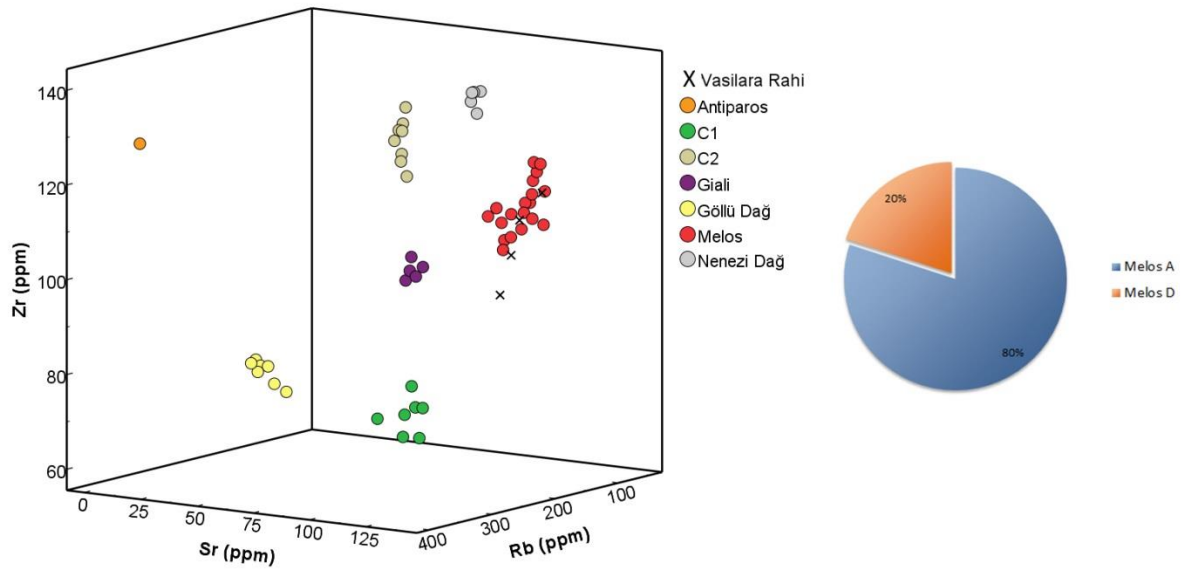 140
120
100
80
60
Zr (ppm)
0
25
50
75
100
125
Sr (ppm)
400
300
200
100
Rb (ppm)
X Vasilara Rahi
Antiparos
C1
C2
Giali
Göllü Dağ
Melos
Nenezi Dağ
20%
80%
Melos A
Melos D